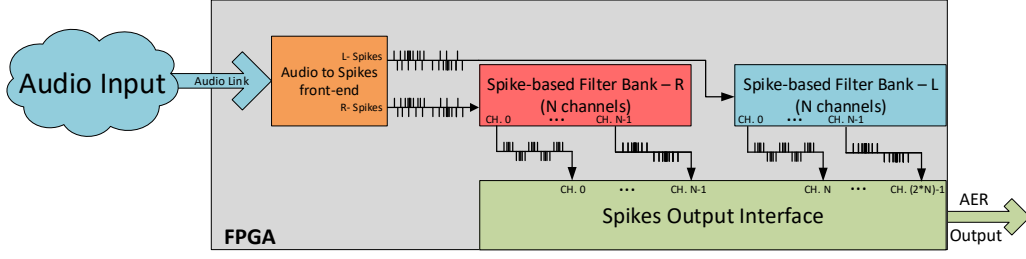 Audio Input
Audio Link
L- Spikes
Audio to Spikes
front-end
R- Spikes
Spike-based Filter Bank – R
(N channels)
CH. 0 ... CH. N-1
Spike-based Filter Bank – L
(N channels)
CH. 0 ... CH. N-1
CH. 0 ... CH. N-1 CH. N ... CH. (2*N)-1
Spikes Output Interface
AER
Output
FPGA